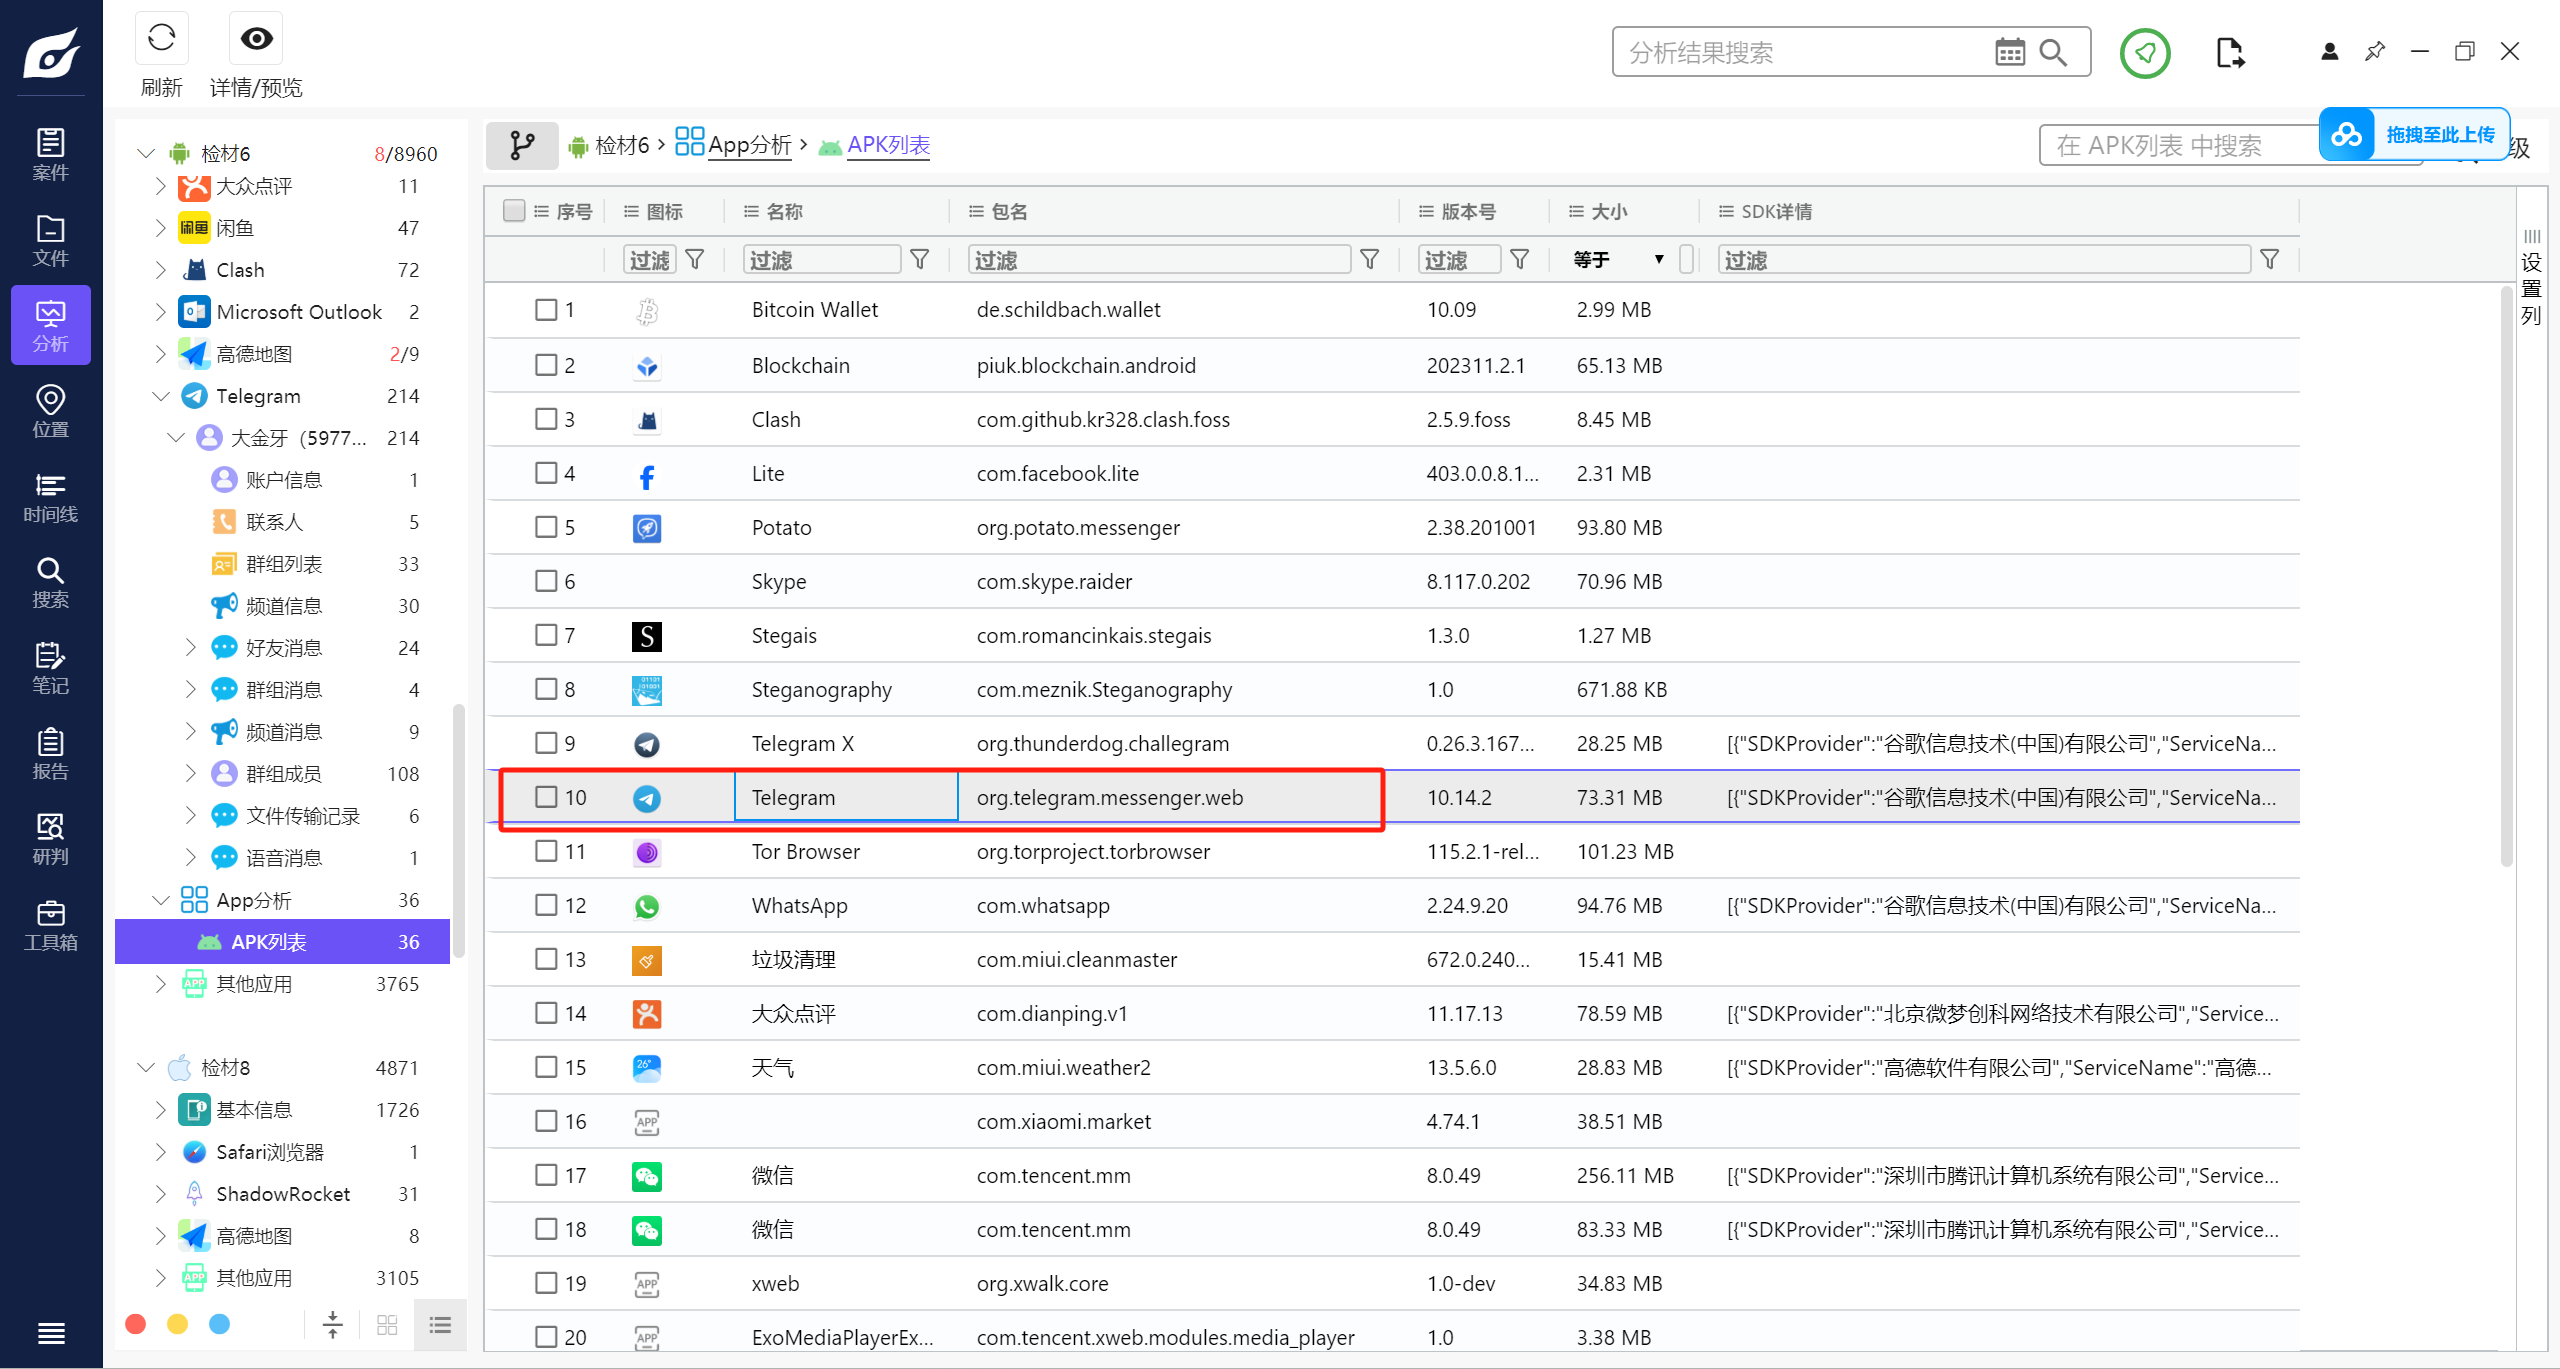 刷新
详情/预览
分析结果搜索
案件
文件
分析
位置
时间线
搜索
笔记
报告
研判
工具箱
检材6 8/8960
大众点评 11
闲鱼 47
Clash 72
Microsoft Outlook 2
高德地图 2/9
Telegram 214
大金牙（5977... 214
账户信息 1
联系人 5
群组列表 33
频道信息 30
好友消息 24
群组消息 4
频道消息 9
群组成员 108
文件传输记录 6
语音消息 1
App分析 36
APK列表 36
其他应用 3765
检材8 4871
基本信息 1726
Safari浏览器 1
ShadowRocket 31
高德地图 8
其他应用 3105
检材6 > App分析 > APK列表
在 APK列表 中搜索
拖拽至此上传
级
序号 图标 名称 包名 版本号 大小 SDK详情
过滤 过滤 过滤 过滤 等于 过滤
设置列
1 Bitcoin Wallet de.schildbach.wallet 10.09 2.99 MB
2 Blockchain piuk.blockchain.android 202311.2.1 65.13 MB
3 Clash com.github.kr328.clash.foss 2.5.9.foss 8.45 MB
4 Lite com.facebook.lite 403.0.0.8.1... 2.31 MB
5 Potato org.potato.messenger 2.38.201001 93.80 MB
6 Skype com.skype.raider 8.117.0.202 70.96 MB
7 Stegais com.romancinkais.stegais 1.3.0 1.27 MB
8 Steganography com.meznik.Steganography 1.0 671.88 KB
9 Telegram X org.thunderdog.challegram 0.26.3.167... 28.25 MB [{"SDKProvider":"谷歌信息技术(中国)有限公司","ServiceNa...
10 Telegram org.telegram.messenger.web 10.14.2 73.31 MB [{"SDKProvider":"谷歌信息技术(中国)有限公司","ServiceNa...
11 Tor Browser org.torproject.torbrowser 115.2.1-rel... 101.23 MB
12 WhatsApp com.whatsapp 2.24.9.20 94.76 MB [{"SDKProvider":"谷歌信息技术(中国)有限公司","ServiceNa...
13 垃圾清理 com.miui.cleanmaster 672.0.240... 15.41 MB
14 大众点评 com.dianping.v1 11.17.13 78.59 MB [{"SDKProvider":"北京微梦创科网络技术有限公司","Service...
15 天气 com.miui.weather2 13.5.6.0 28.83 MB [{"SDKProvider":"高德软件有限公司","ServiceName":"高德...
16 com.xiaomi.market 4.74.1 38.51 MB
17 微信 com.tencent.mm 8.0.49 256.11 MB [{"SDKProvider":"深圳市腾讯计算机系统有限公司","Service...
18 微信 com.tencent.mm 8.0.49 83.33 MB [{"SDKProvider":"深圳市腾讯计算机系统有限公司","Service...
19 xweb org.xwalk.core 1.0-dev 34.83 MB
20 ExoMediaPlayerEx... com.tencent.xweb.modules.media_player 1.0 3.38 MB